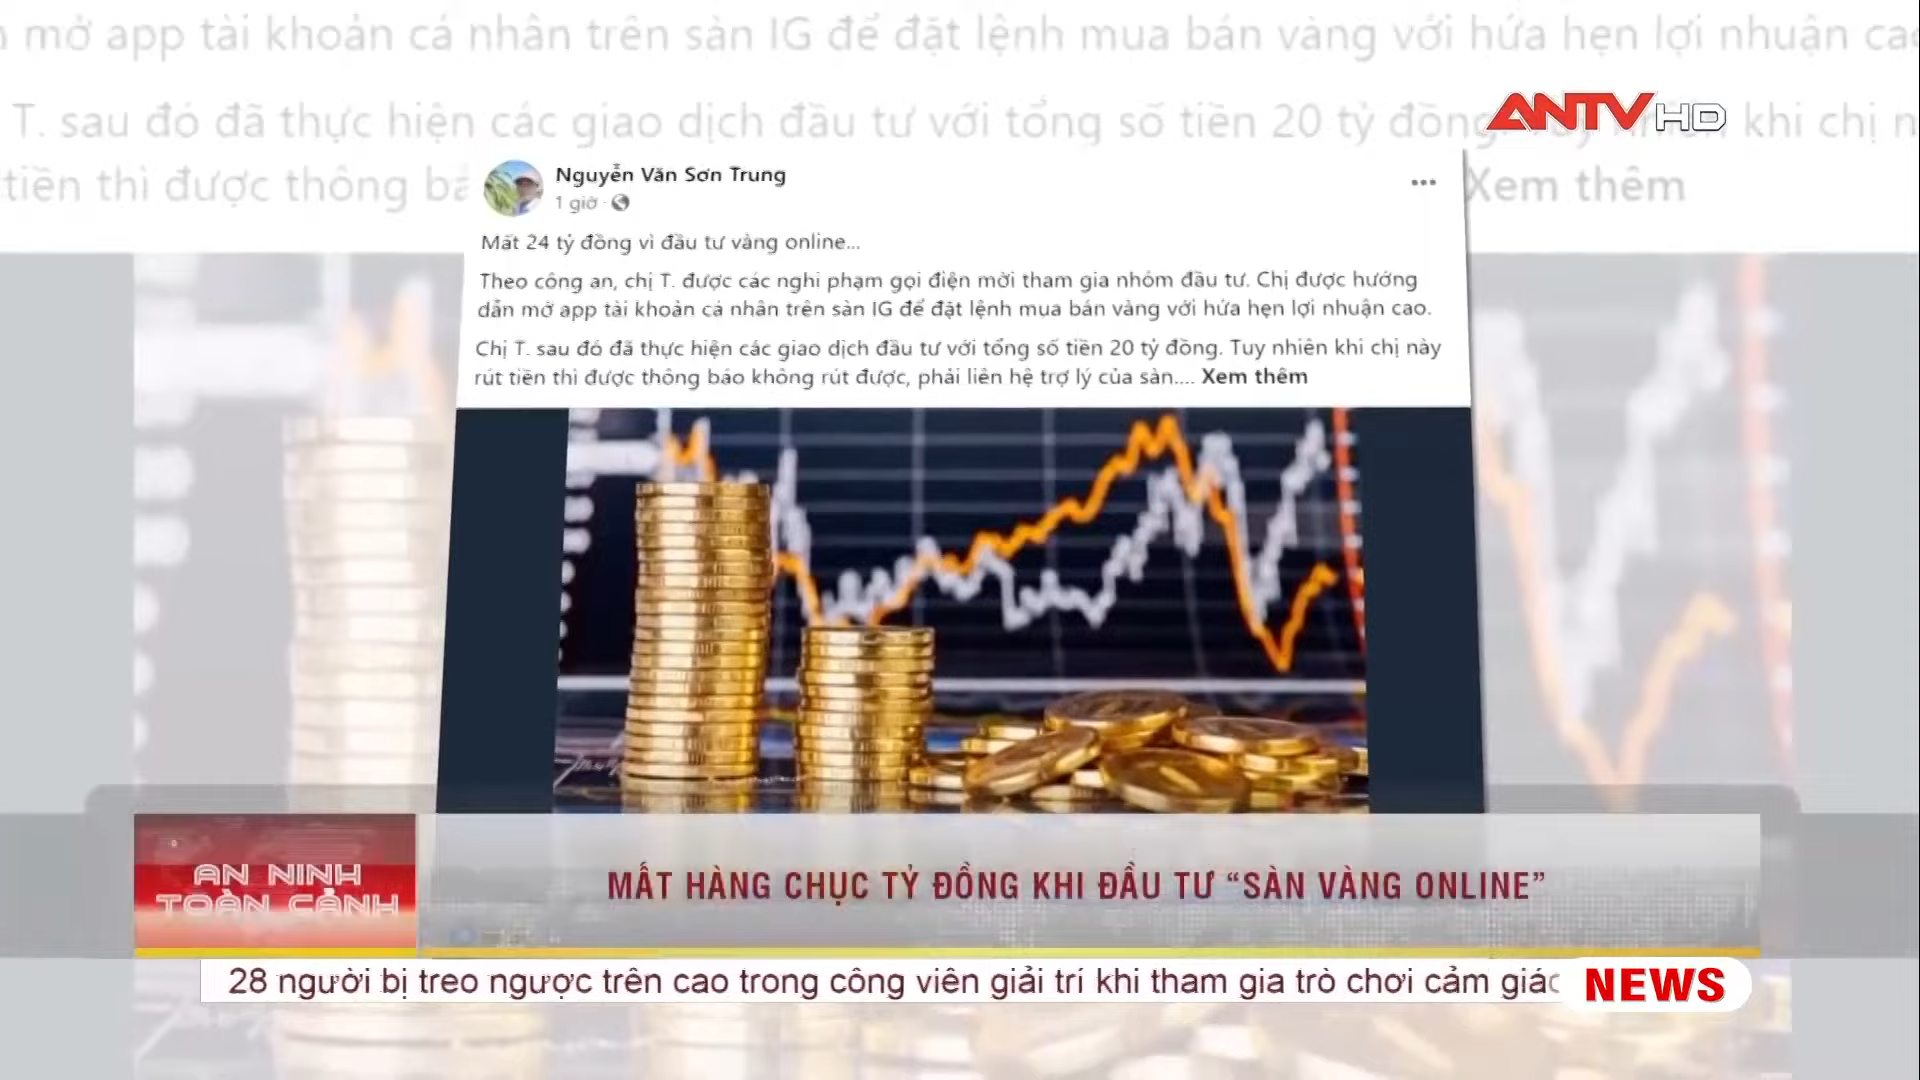 mở app tài khoản cá nhân trên sàn IG để đặt lệnh mua bán vàng với hứa hẹn lợi nhuận cao
ANTV HD
T. sau đó đã thực hiện các giao dịch đầu tư với tổng số tiền 20 tỷ đồng. khi chị
tiền thì được thông Xem thêm
Nguyễn Văn Sơn Trung
1 giờ ·
Mất 24 tỷ đồng vì đầu tư vàng online...
Theo công an, chị T. được các nghi phạm gọi điện mời tham gia nhóm đầu tư. Chị được hướng
dẫn mở app tài khoản cá nhân trên sàn IG để đặt lệnh mua bán vàng với hứa hẹn lợi nhuận cao.
Chị T. sau đó đã thực hiện các giao dịch đầu tư với tổng số tiền 20 tỷ đồng. Tuy nhiên khi chị này
rút tiền thì được thông báo không rút được, phải liên hệ trợ lý của sàn.... Xem thêm
AN NINH
TOÀN CẢNH
MẤT HÀNG CHỤC TỶ ĐỒNG KHI ĐẦU TƯ “SÀN VÀNG ONLINE”
28 người bị treo ngược trên cao trong công viên giải trí khi tham gia trò chơi cảm giác
NEWS